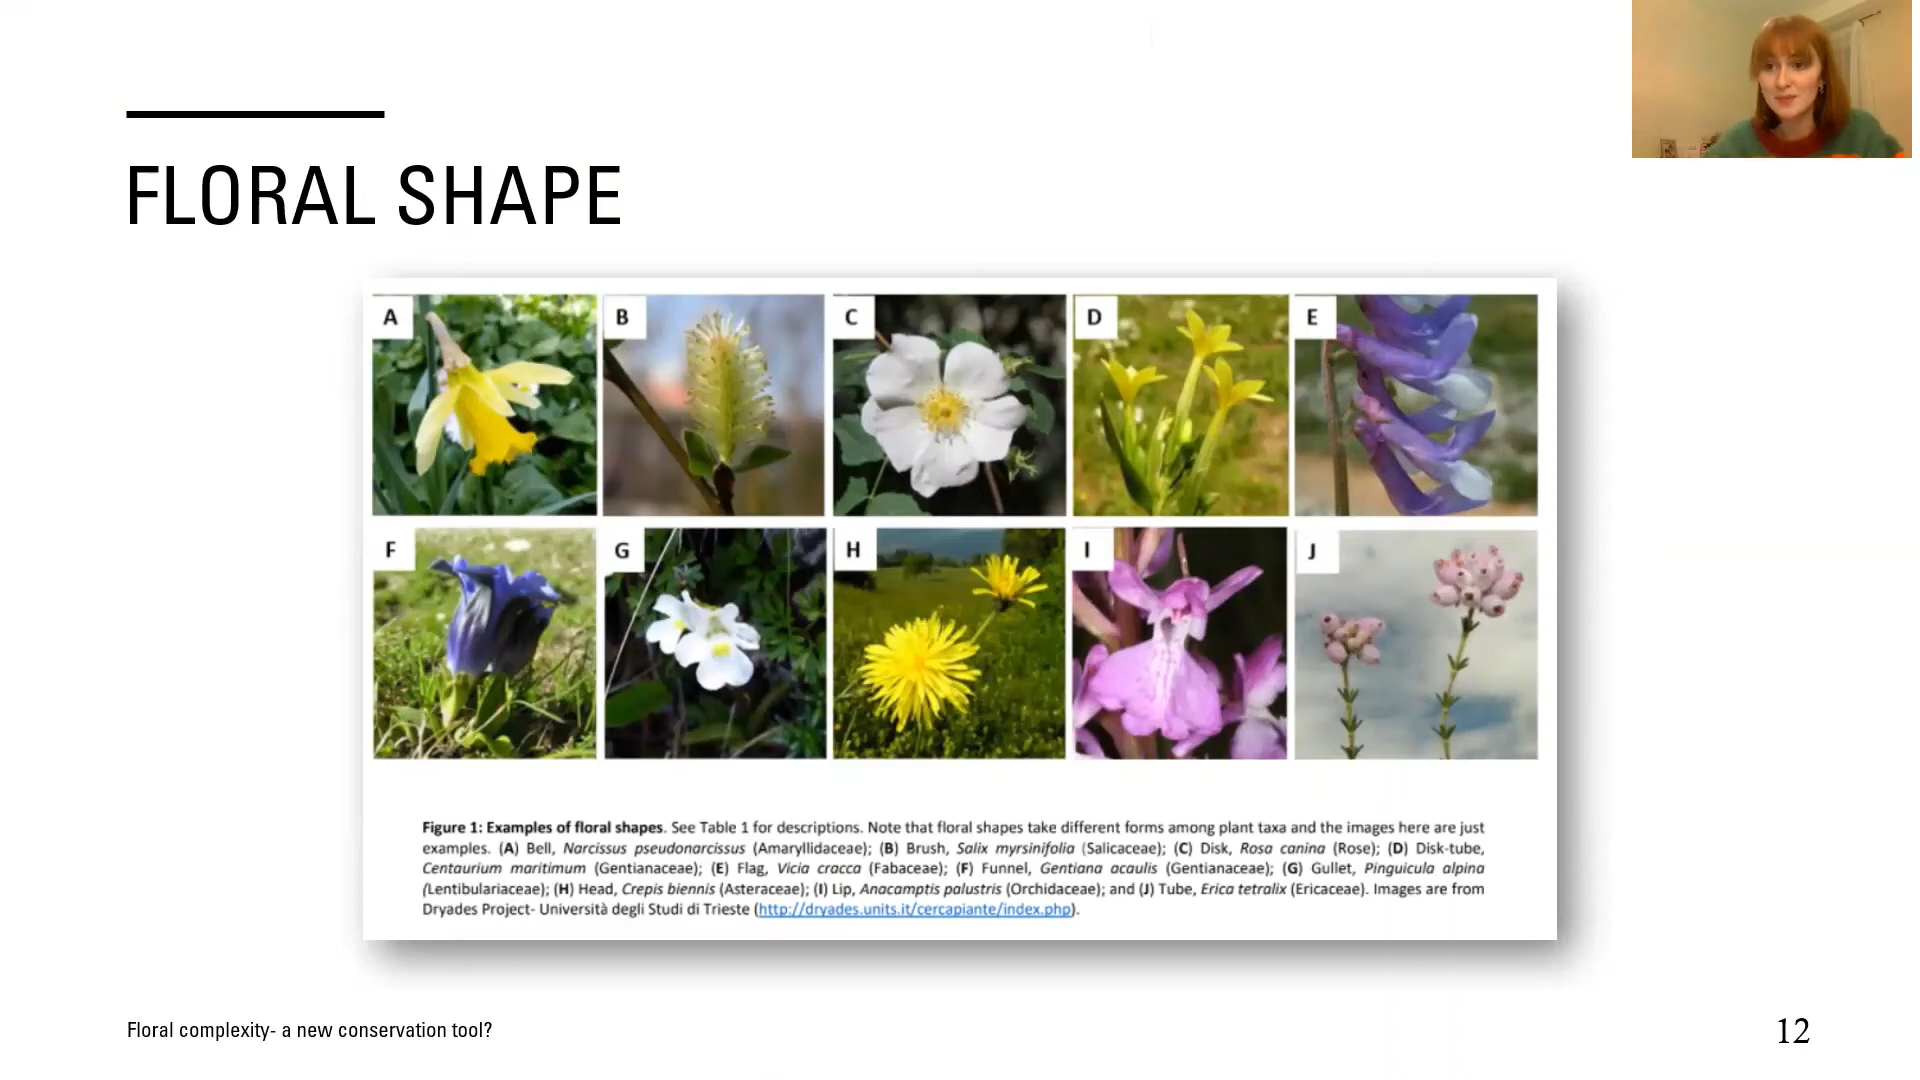 FLORAL SHAPE
A
B
C
D
E
F
G
H
I
J
Figure 1: Examples of floral shapes. See Table 1 for descriptions. Note that floral shapes take different forms among plant taxa and the images here are just
examples. (A) Bell, Narcissus pseudonarcissus (Amaryllidaceae); (B) Brush, Salix myrsinifolia (Salicaceae); (C) Disk, Rosa canina (Rose); (D) Disk-tube,
Centaurium maritimum (Gentianaceae); (E) Flag, Vicia cracca (Fabaceae); (F) Funnel, Gentiana acaulis (Gentianaceae); (G) Gullet, Pinguicula alpina
(Lentibulariaceae); (H) Head, Crepis biennis (Asteraceae); (I) Lip, Anacamptis palustris (Orchidaceae); and (J) Tube, Erica tetralix (Ericaceae). Images are from
Dryades Project- Università degli Studi di Trieste (http://dryades.units.it/cercapiante/index.php).
Floral complexity- a new conservation tool?
12